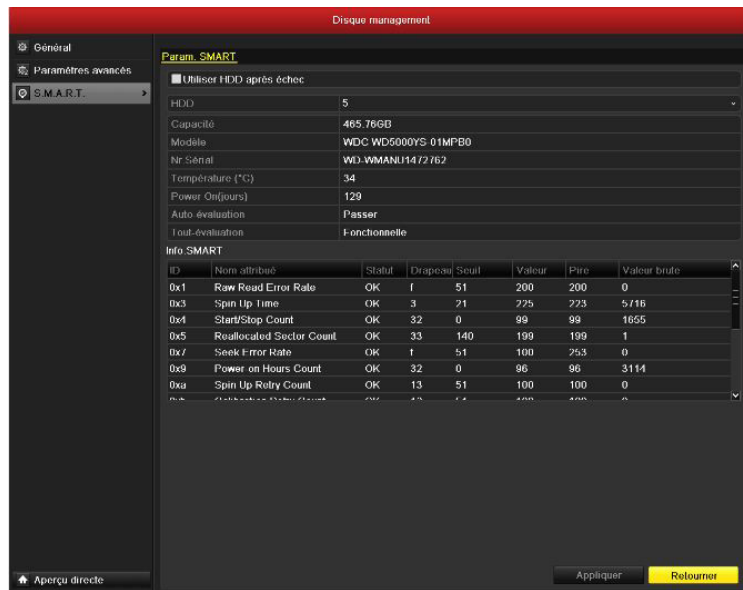 Disque management
Général
Paramètres avancés
S.M.A.R.T.
Param. SMART
Utiliser HDD après échec
HDD 5
Capacité 465.76GB
Modèle WDC WD5000YS-01MPB0
Nr.Sérial WD-WMANU1472762
Température (°C) 34
Power On(jours) 129
Auto évaluation Passer
Tout-évaluation Fonctionnelle
Info.SMART
ID Nom attribué Statut Drapeau Seuil Valeur Pire Valeur brute
0x1 Raw Read Error Rate OK f 51 200 200 0
0x3 Spin Up Time OK 3 21 225 223 5716
0x4 Start/Stop Count OK 32 0 99 99 1655
0x5 Reallocated Sector Count OK 33 140 199 199 1
0x7 Seek Error Rate OK f 51 100 253 0
0x9 Power on Hours Count OK 32 0 96 96 3114
0xa Spin Up Retry Count OK 13 51 100 100 0
Appliquer Retourner
Aperçu directe